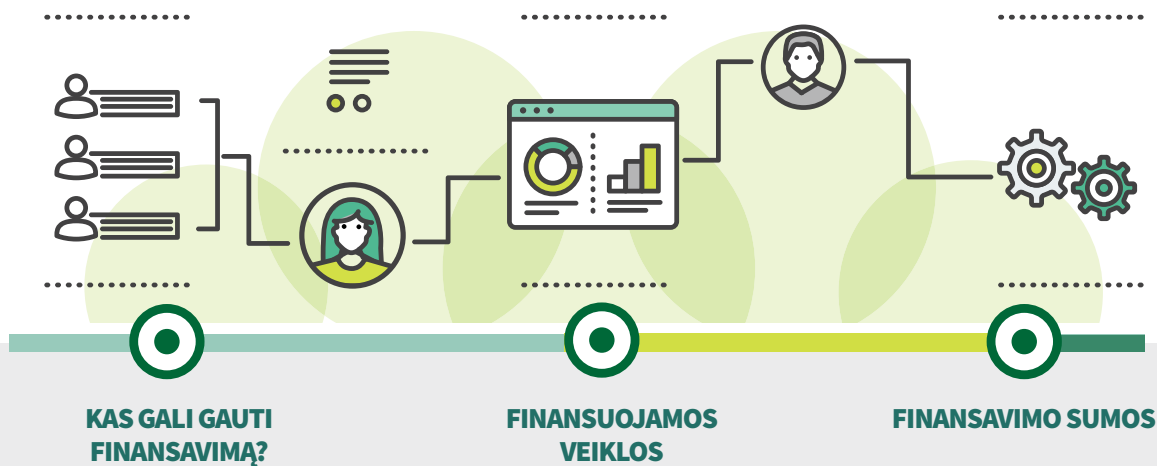 KAS GALI GAUTI
FINANSAVIMĄ?
FINANSUOJAMOS
VEIKLOS
FINANSAVIMO SUMOS